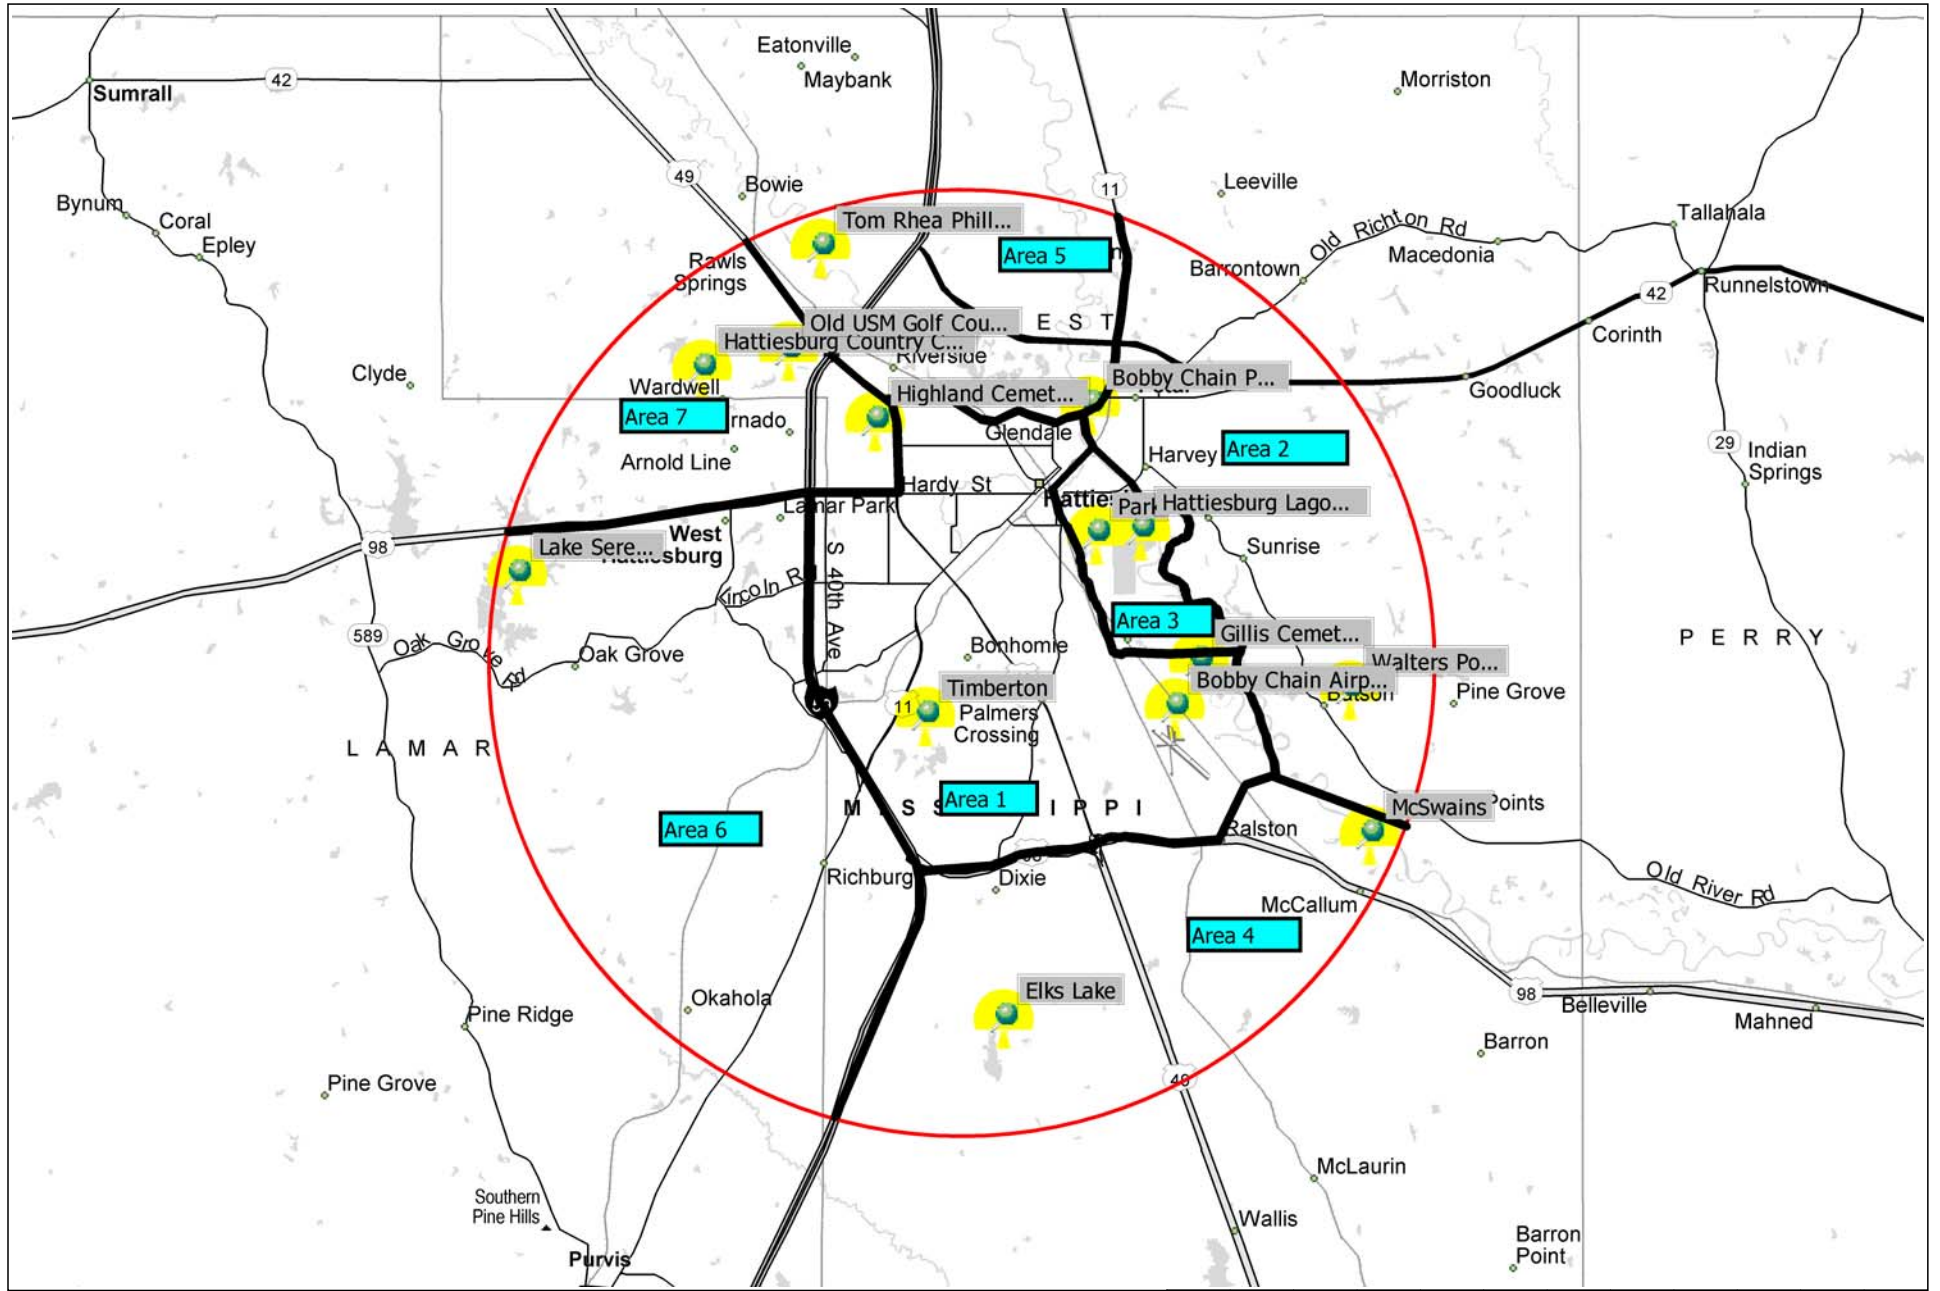 Eatonville
Maybank
Morriston
42
Sumrall
49
Bowie
11
Leeville
Bynum
Coral
Epley
Tom Rhea Phill...
Area 5
Old Richton Rd
Tallahala
Macedonia
Rawls
Springs
Barrontown
42
Runnelstown
Old USM Golf Cou...
E S T
Hattiesburg Country C...
Riverside
Corinth
Clyde
Wardwell
Highland Cemet...
Bobby Chain P...
Goodluck
Area 7
rnado
Glendale
Area 2
29
Indian
Springs
Arnold Line
Harvey
Hardy St
Lamar Park
Park
Hattiesburg Lago...
98
Lake Sere...
West
Hattiesburg
Sunrise
Lincoln Rd
S 40th Ave
589
Oak Grove Rd
Oak Grove
Bonhomie
Area 3
Gillis Cemet...
P E R R Y
Walters Po...
Timberton
Bobby Chain Airp...
Batson
Pine Grove
11
Palmers
Crossing
L A M A R
Area 1
M I S S I P P I
McSwains
Points
Area 6
Ralston
Richburg
Dixie
Old River Rd
McCallum
Area 4
Elks Lake
98
Belleville
Mahned
Okahola
Pine Ridge
Barron
49
Pine Grove
McLaurin
Southern
Pine Hills
Wallis
Barron
Point
Purvis